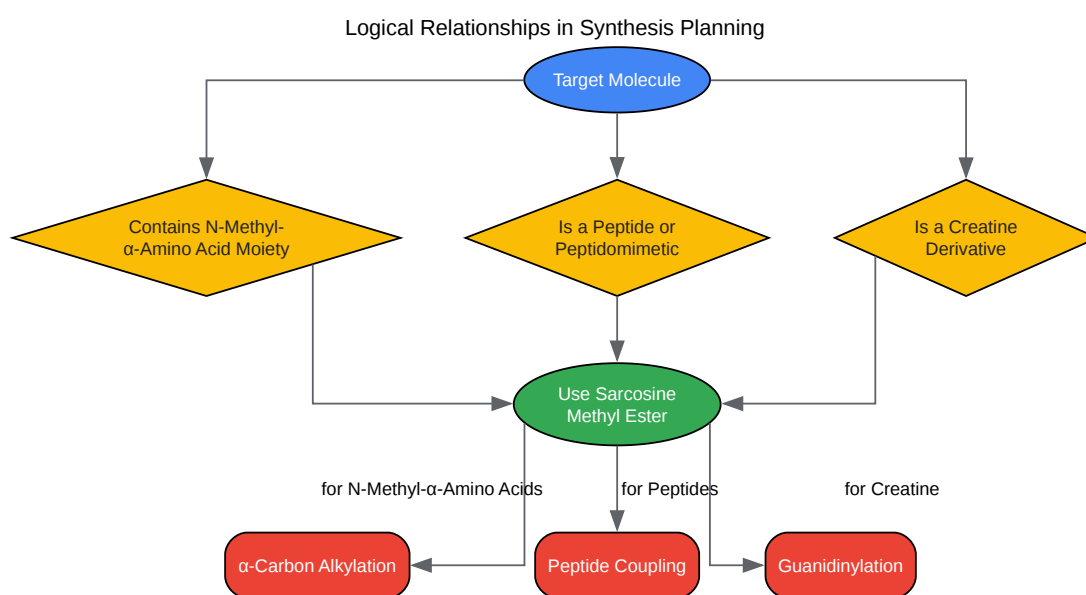 Logical Relationships in Synthesis Planning
Target Molecule
Contains N-Methyl-
α-Amino Acid Moiety
Is a Peptide or
Peptidomimetic
Is a Creatine
Derivative
Use Sarcosine
Methyl Ester
for N-Methyl-α-Amino Acids
for Peptides
for Creatine
α-Carbon Alkylation
Peptide Coupling
Guanidinylation